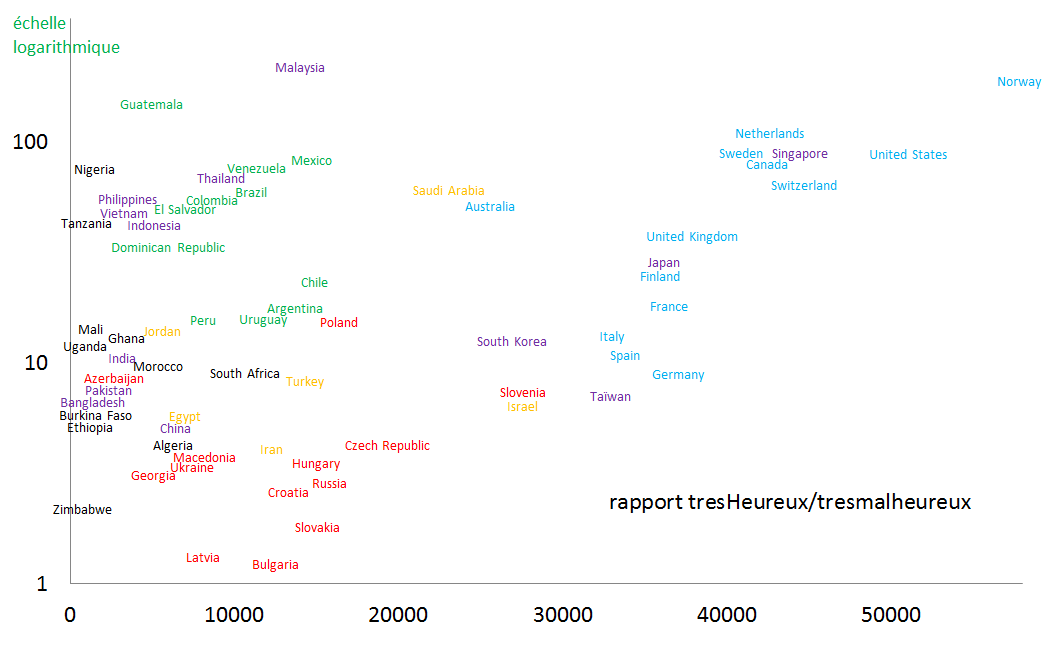 échelle
logarithmique
Malaysia
Norway
Guatemala
Netherlands
100
Sweden Singapore United States
Canada
Mexico
Nigeria Venezuela
Thailand
Switzerland
Brazil Saudi Arabia
Philippines Colombia
Australia
Vietnam El Salvador
Tanzania Indonesia
United Kingdom
Dominican Republic
Japan
Finland
Chile
France
Argentina
Peru Uruguay Poland
Mali Jordan
Ghana Italy
South Korea
Uganda
India Spain
10
Morocco
South Africa Germany
Azerbaijan Turkey
Pakistan Slovenia
Taïwan
Bangladesh israel
Burkina Faso Egypt
Ethiopia China
Algeria Iran Czech Republic
Macedonia
Ukraine Hungary
Georgia
Russia
Croatia
rapport tresHeureux/tresmalheureux
Zimbabwe
Slovakia
Latvia
Bulgaria
1
0 10000 20000 30000 40000 50000